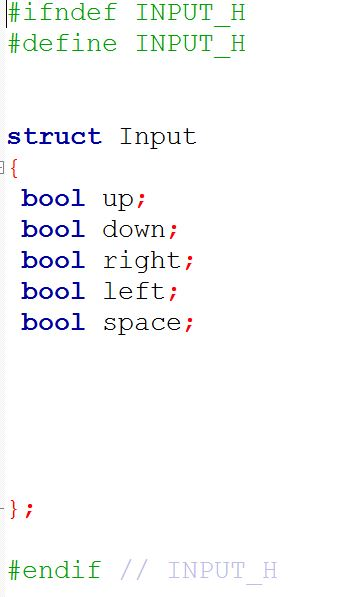 #ifndef INPUT_H
#define INPUT_H
struct Input
{
bool up;
bool down;
bool right;
bool left;
bool space;
};
#endif // INPUT_H